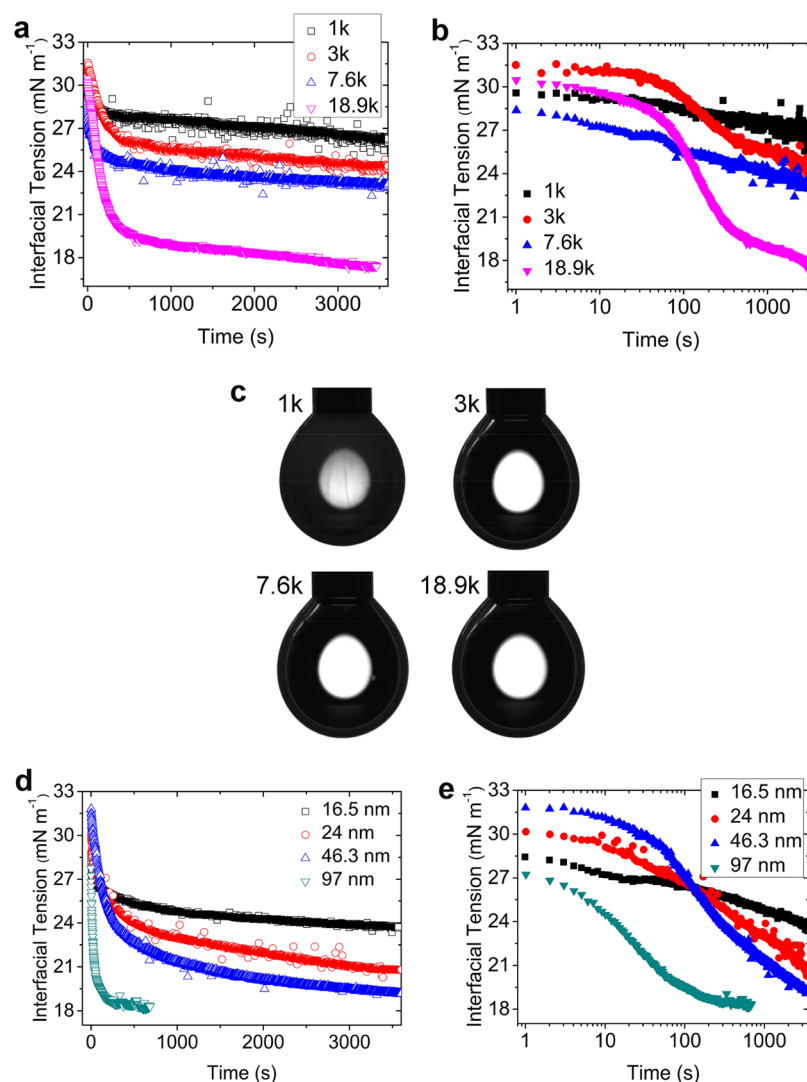 a
Interfacial Tension (mN m⁻¹)
33
30
27
24
21
18
0
1000
2000
3000
Time (s)
1k
3k
7.6k
18.9k
b
Interfacial Tension (mN m⁻¹)
33
30
27
24
21
18
1
10
100
1000
Time (s)
1k
3k
7.6k
18.9k
c
1k
3k
7.6k
18.9k
d
Interfacial Tension (mN m⁻¹)
33
30
27
24
21
18
0
1000
2000
3000
Time (s)
16.5 nm
24 nm
46.3 nm
97 nm
e
Interfacial Tension (mN m⁻¹)
33
30
27
24
21
18
1
10
100
1000
Time (s)
16.5 nm
24 nm
46.3 nm
97 nm